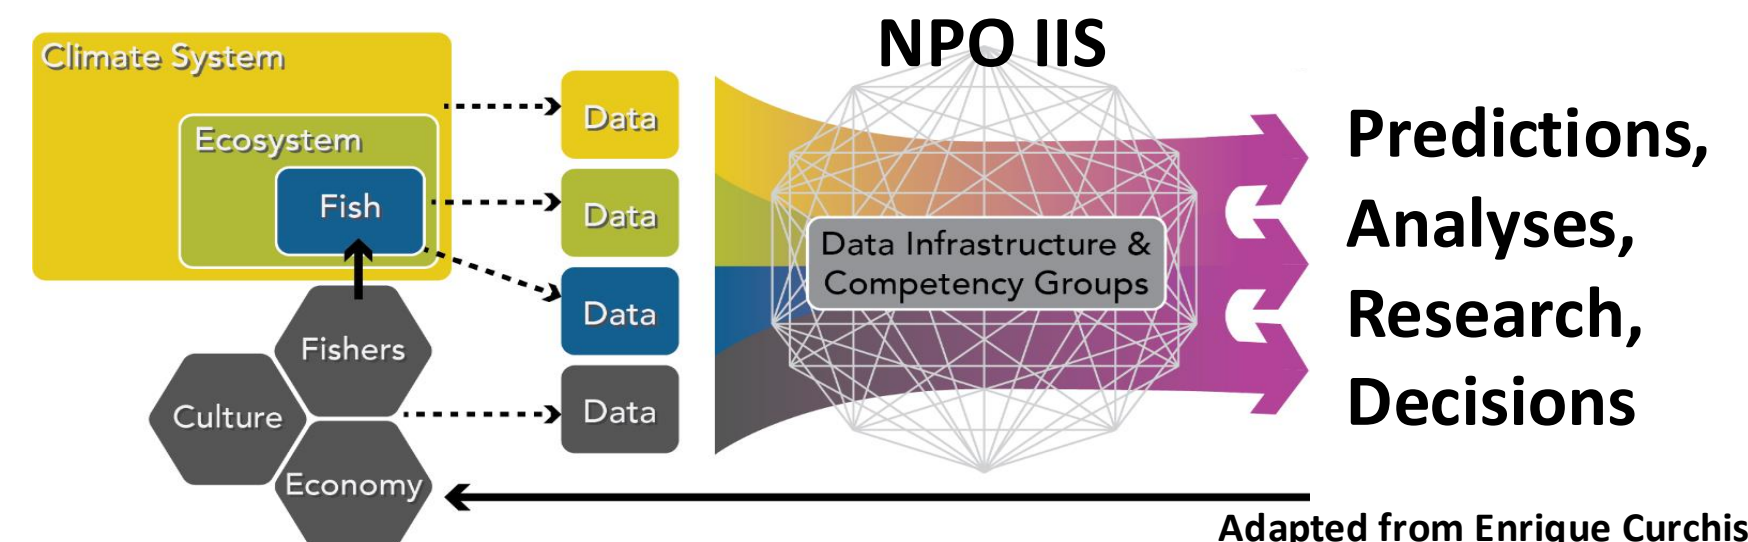 NPO IIS
Climate System
Ecosystem
Fish
Fishers
Culture
Economy
Data
Data
Data
Data
Data Infrastructure &
Competency Groups
Predictions,
Analyses,
Research,
Decisions
Adapted from Enrique Curchis